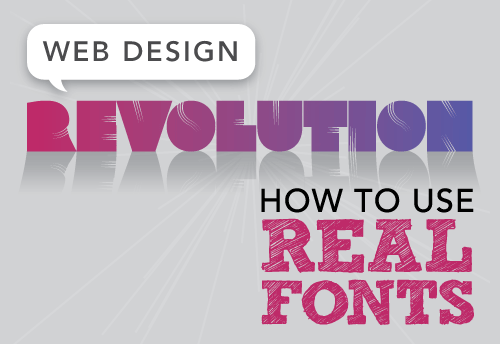 WEB DESIGN
REVOLUTION
HOW TO USE
REAL
FONTS